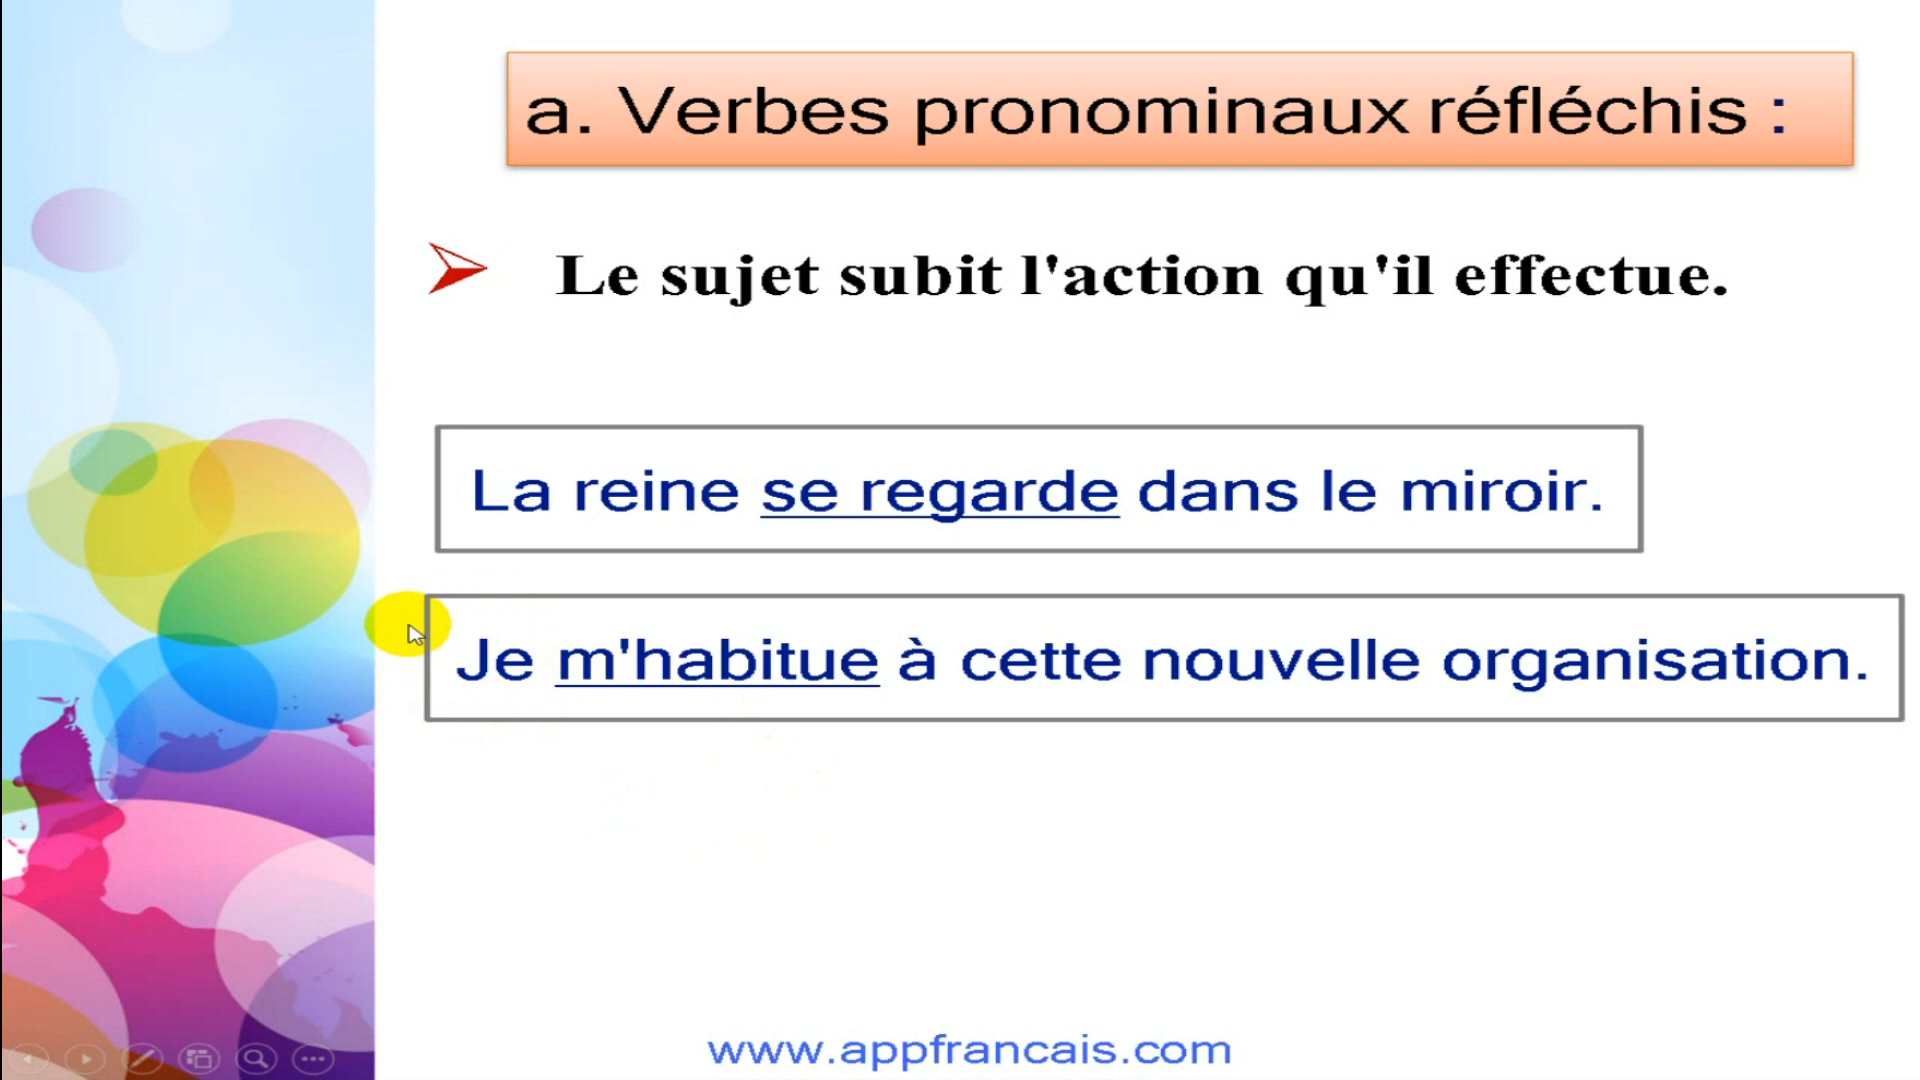 a. Verbes pronominaux réfléchis :
Le sujet subit l'action qu'il effectue.
La reine se regarde dans le miroir.
Je m'habitue à cette nouvelle organisation.
www.appfrancais.com